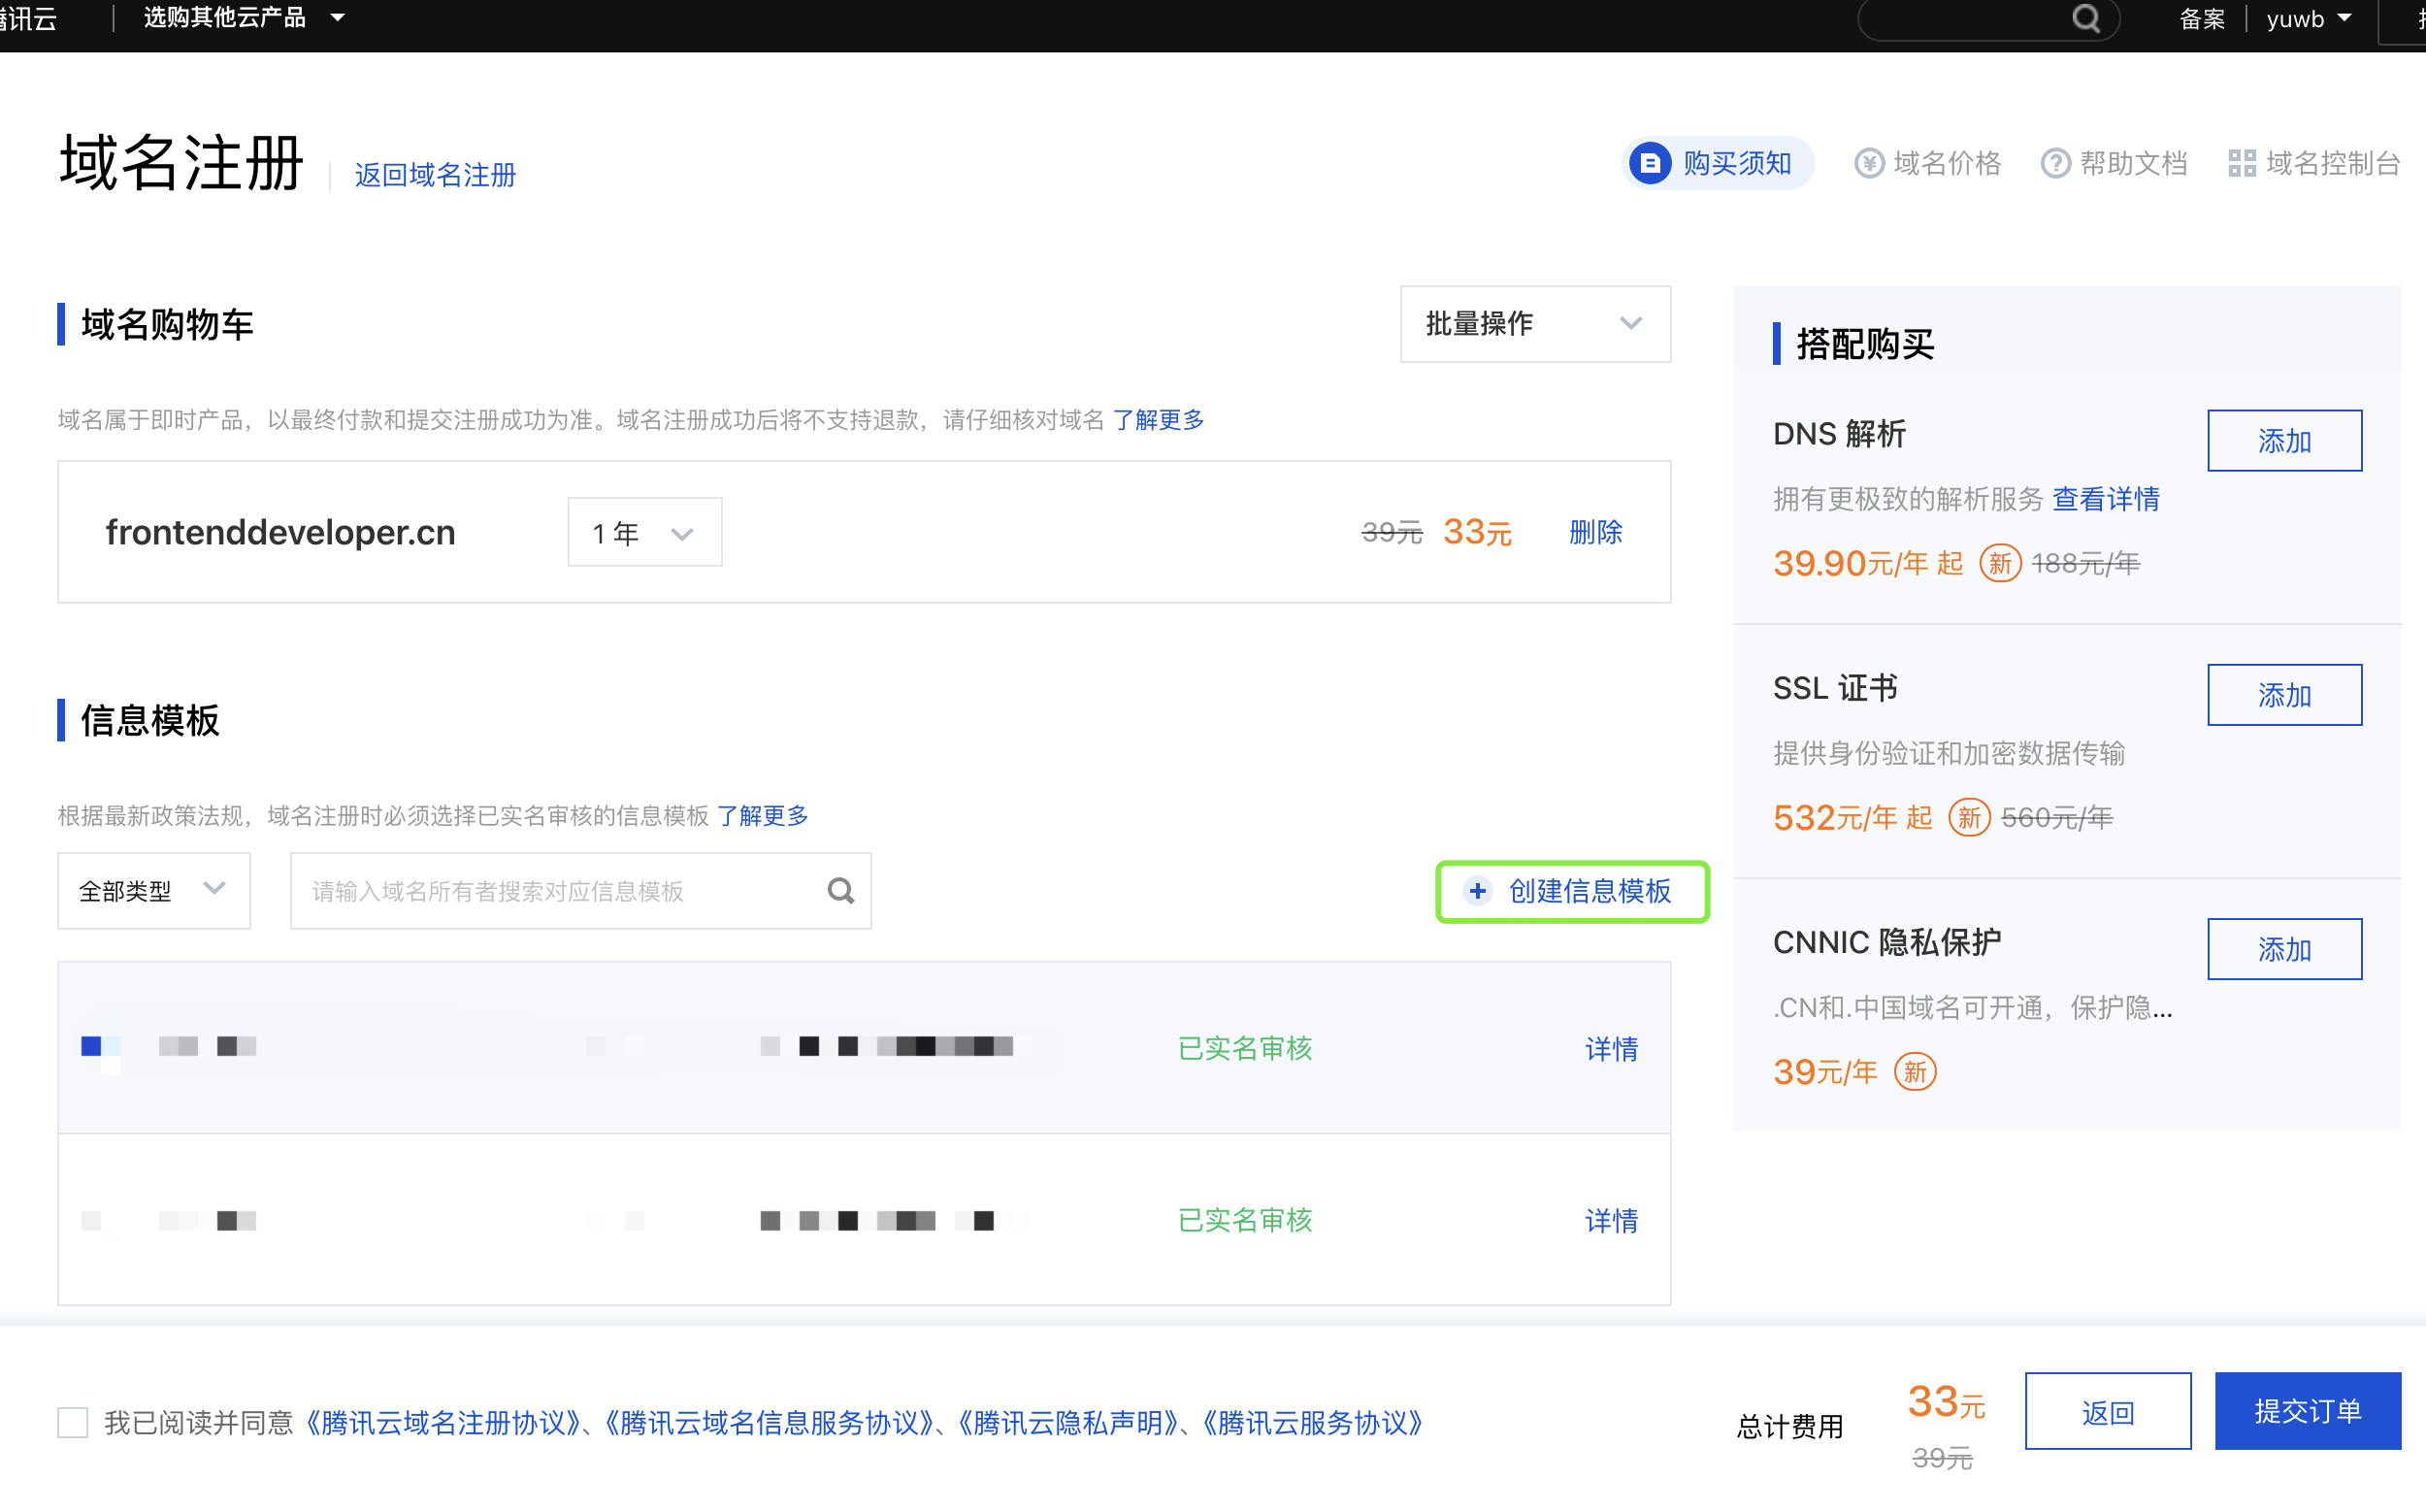 腾讯云
选购其他云产品
备案
yuwb
域名注册
返回域名注册
购买须知
域名价格
帮助文档
域名控制台
域名购物车
批量操作
域名属于即时产品，以最终付款和提交注册成功为准。域名注册成功后将不支持退款，请仔细核对域名 了解更多
frontenddeveloper.cn
1 年
39元 33元
删除
信息模板
根据最新政策法规，域名注册时必须选择已实名审核的信息模板 了解更多
全部类型
请输入域名所有者搜索对应信息模板
创建信息模板
已实名审核
详情
已实名审核
详情
搭配购买
DNS 解析
添加
拥有更极致的解析服务 查看详情
39.90元/年 起 新 188元/年
SSL 证书
添加
提供身份验证和加密数据传输
532元/年 起 新 560元/年
CNNIC 隐私保护
添加
.CN和.中国域名可开通，保护隐...
39元/年 新
我已阅读并同意《腾讯云域名注册协议》、《腾讯云域名信息服务协议》、《腾讯云隐私声明》、《腾讯云服务协议》
总计费用
33元
39元
返回
提交订单